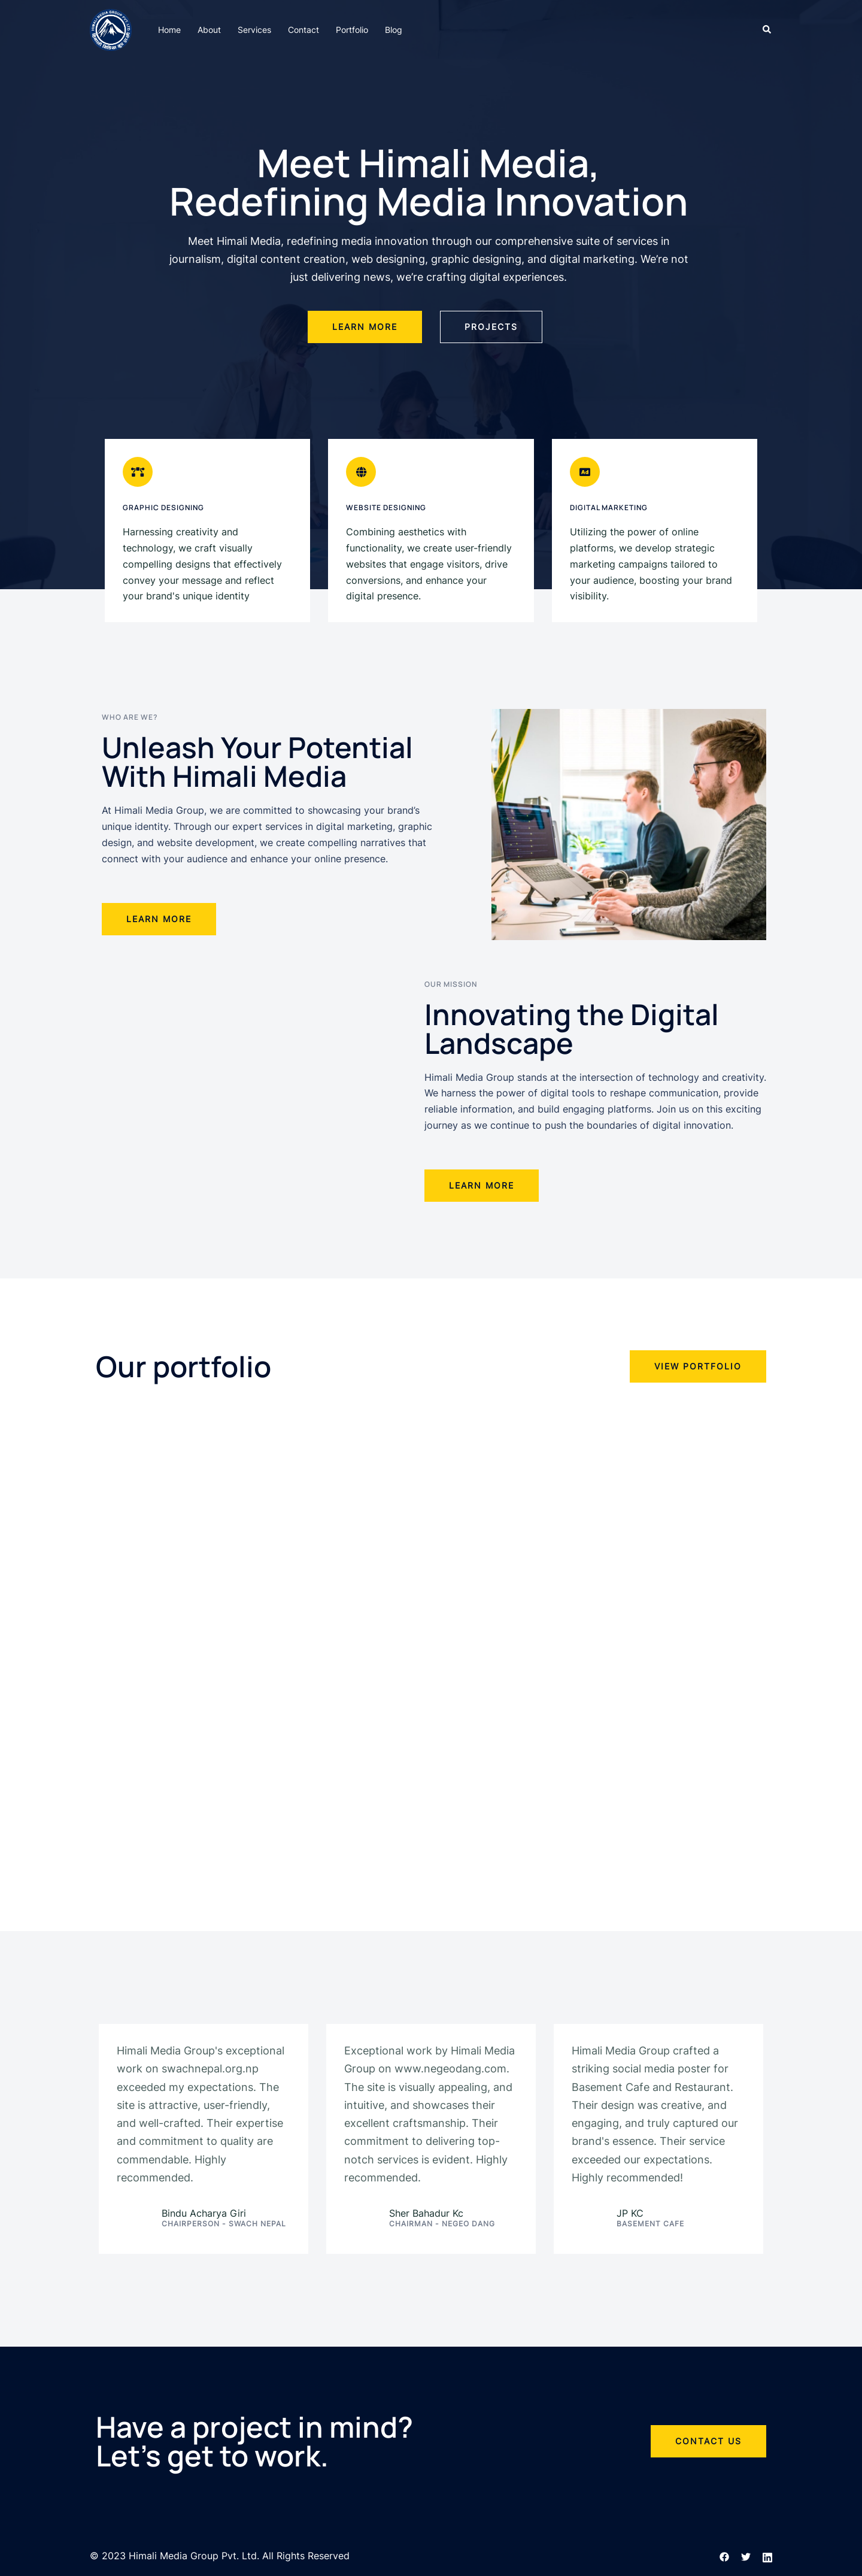 Home About Services Contact Portfolio Blog
Meet Himali Media,
Redefining Media Innovation
Meet Himali Media, redefining media innovation through our comprehensive suite of services in
journalism, digital content creation, web designing, graphic designing, and digital marketing. We’re not
just delivering news, we’re crafting digital experiences.
LEARN MORE
PROJECTS
GRAPHIC DESIGNING
Harnessing creativity and
technology, we craft visually
compelling designs that effectively
convey your message and reflect
your brand's unique identity
WEBSITE DESIGNING
Combining aesthetics with
functionality, we create user-friendly
websites that engage visitors, drive
conversions, and enhance your
digital presence.
Ad
DIGITAL MARKETING
Utilizing the power of online
platforms, we develop strategic
marketing campaigns tailored to
your audience, boosting your brand
visibility.
WHO ARE WE?
Unleash Your Potential
With Himali Media
At Himali Media Group, we are committed to showcasing your brand’s
unique identity. Through our expert services in digital marketing, graphic
design, and website development, we create compelling narratives that
connect with your audience and enhance your online presence.
LEARN MORE
OUR MISSION
Innovating the Digital
Landscape
Himali Media Group stands at the intersection of technology and creativity.
We harness the power of digital tools to reshape communication, provide
reliable information, and build engaging platforms. Join us on this exciting
journey as we continue to push the boundaries of digital innovation.
LEARN MORE
Our portfolio
VIEW PORTFOLIO
Himali Media Group's exceptional
work on swachnepal.org.np
exceeded my expectations. The
site is attractive, user-friendly,
and well-crafted. Their expertise
and commitment to quality are
commendable. Highly
recommended.
Bindu Acharya Giri
CHAIRPERSON - SWACH NEPAL
Exceptional work by Himali Media
Group on www.negeodang.com.
The site is visually appealing, and
intuitive, and showcases their
excellent craftsmanship. Their
commitment to delivering top-
notch services is evident. Highly
recommended.
Sher Bahadur Kc
CHAIRMAN - NEGEO DANG
Himali Media Group crafted a
striking social media poster for
Basement Cafe and Restaurant.
Their design was creative, and
engaging, and truly captured our
brand's essence. Their service
exceeded our expectations.
Highly recommended!
JP KC
BASEMENT CAFE
Have a project in mind?
Let’s get to work.
CONTACT US
© 2023 Himali Media Group Pvt. Ltd. All Rights Reserved